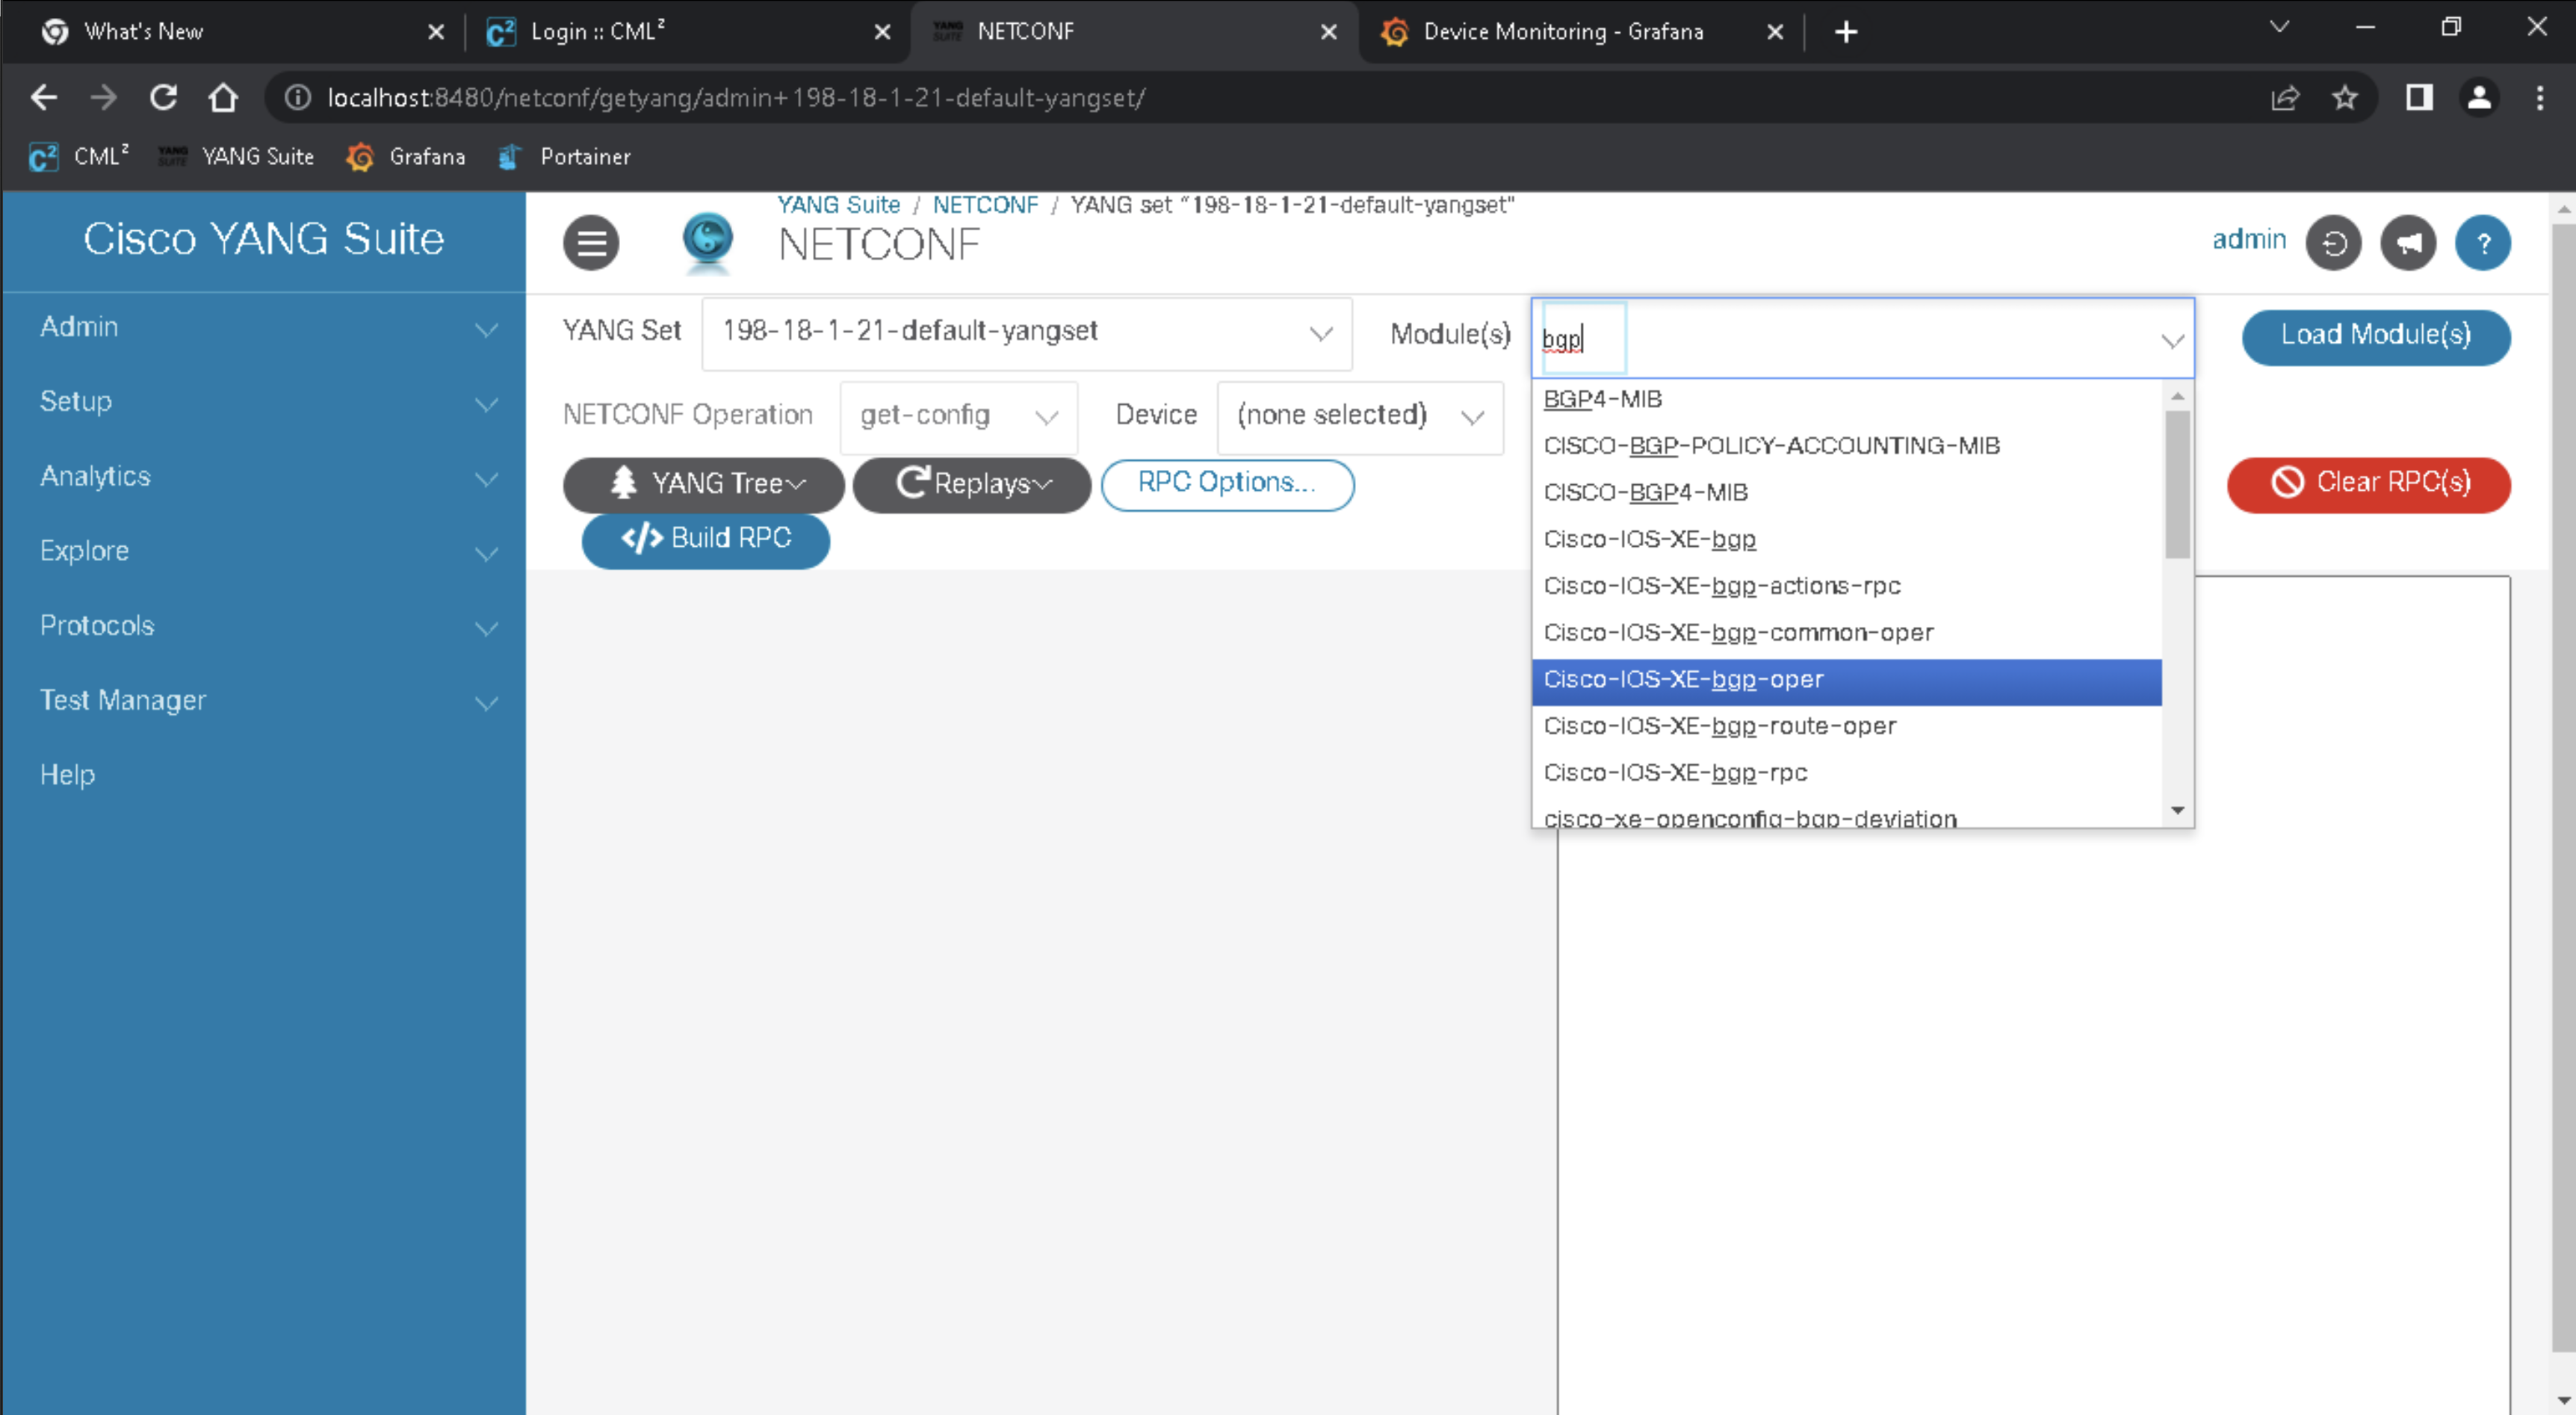 What's New
Login :: CML²
YANG SUITE NETCONF
Device Monitoring - Grafana
localhost:8480/netconf/getyang/admin+198-18-1-21-default-yangset/
CML²
YANG SUITE YANG Suite
Grafana
Portainer
Cisco YANG Suite
YANG Suite / NETCONF / YANG set "198-18-1-21-default-yangset"
NETCONF
admin
?
Admin
Setup
Analytics
Explore
Protocols
Test Manager
Help
YANG Set 198-18-1-21-default-yangset
Module(s) bgp
Load Module(s)
NETCONF Operation get-config
Device (none selected)
YANG Tree
Replays
RPC Options...
Clear RPC(s)
</> Build RPC
BGP4-MIB
CISCO-BGP-POLICY-ACCOUNTING-MIB
CISCO-BGP4-MIB
Cisco-IOS-XE-bgp
Cisco-IOS-XE-bgp-actions-rpc
Cisco-IOS-XE-bgp-common-oper
Cisco-IOS-XE-bgp-oper
Cisco-IOS-XE-bgp-route-oper
Cisco-IOS-XE-bgp-rpc
cisco-xe-openconfig-bgp-deviation